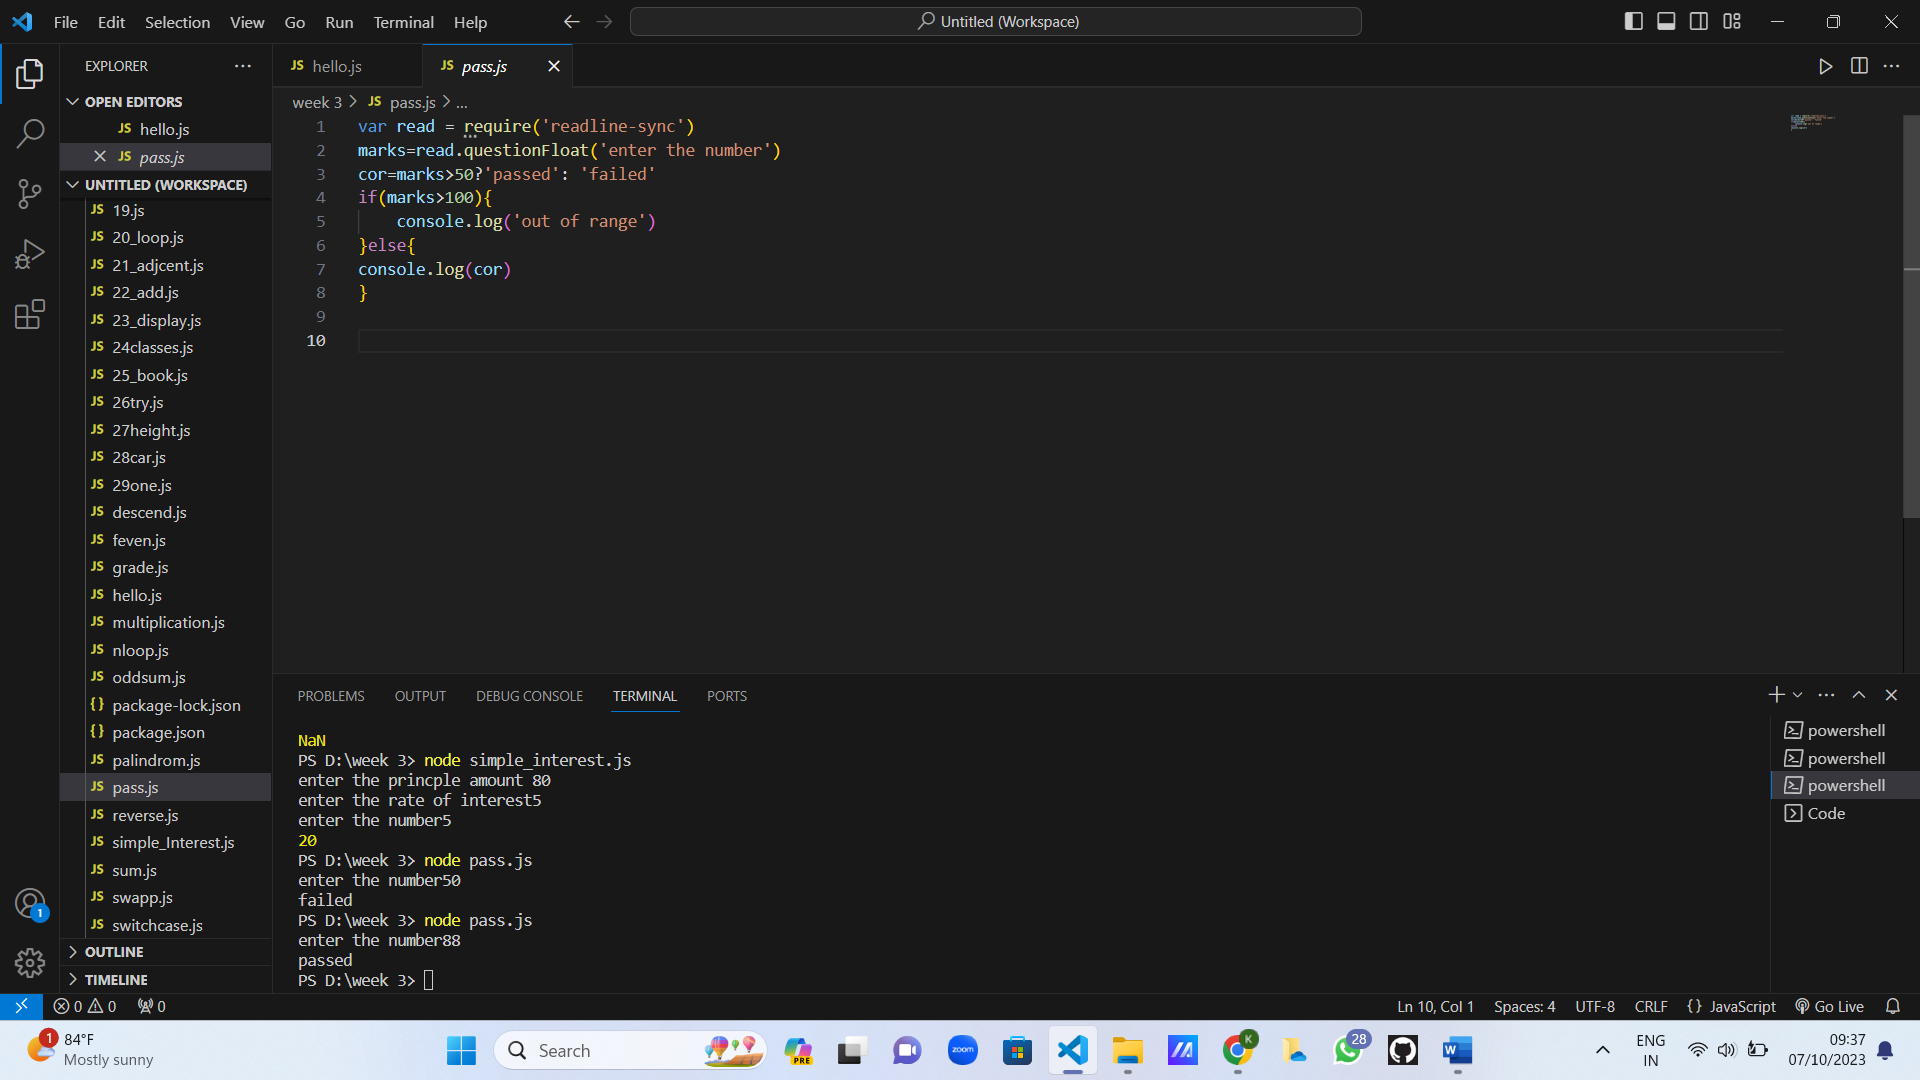 File Edit Selection View Go Run Terminal Help
Untitled (Workspace)
EXPLORER
OPEN EDITORS
JS hello.js
JS pass.js
UNTITLED (WORKSPACE)
JS 19.js
JS 20_loop.js
JS 21_adjcent.js
JS 22_add.js
JS 23_display.js
JS 24classes.js
JS 25_book.js
JS 26try.js
JS 27height.js
JS 28car.js
JS 29one.js
JS descend.js
JS feven.js
JS grade.js
JS hello.js
JS multiplication.js
JS nloop.js
JS oddsum.js
{} package-lock.json
{} package.json
JS palindrom.js
JS pass.js
JS reverse.js
JS simple_Interest.js
JS sum.js
JS swapp.js
JS switchcase.js
OUTLINE
TIMELINE
1
JS hello.js
JS pass.js
week 3 > JS pass.js > ...
1 var read = require('readline-sync')
2 marks=read.questionFloat('enter the number')
3 cor=marks>50?'passed': 'failed'
4 if(marks>100){
5 console.log('out of range')
6 }else{
7 console.log(cor)
8 }
9
10
PROBLEMS OUTPUT DEBUG CONSOLE TERMINAL PORTS
NaN
PS D:\week 3> node simple_interest.js
enter the princple amount 80
enter the rate of interest5
enter the number5
20
PS D:\week 3> node pass.js
enter the number50
failed
PS D:\week 3> node pass.js
enter the number88
passed
PS D:\week 3>
powershell
powershell
powershell
Code
0 0 0
Ln 10, Col 1 Spaces: 4 UTF-8 CRLF {} JavaScript Go Live
1
84°F
Mostly sunny
Search
PRE
zoom
K
28
W
ENG
IN
09:37
07/10/2023